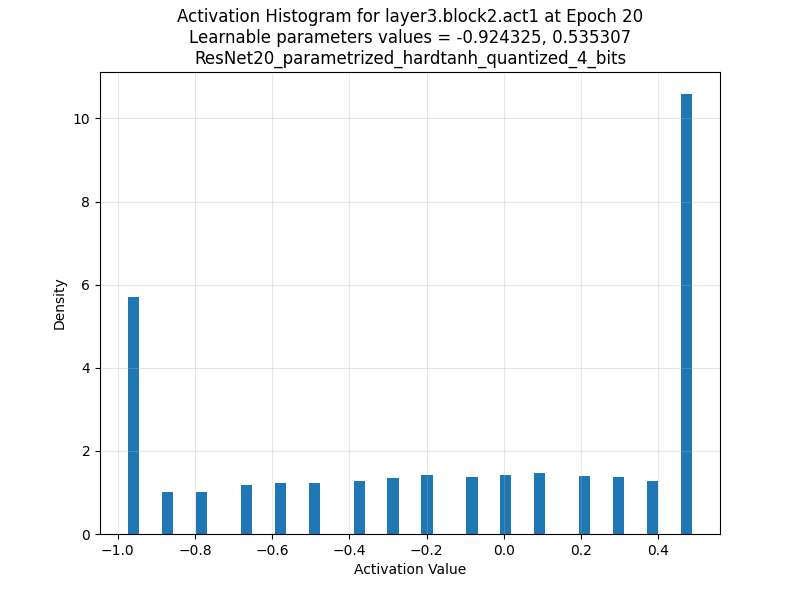 Activation Histogram for layer3.block2.act1 at Epoch 20
Learnable parameters values = -0.924325, 0.535307
ResNet20_parametrized_hardtanh_quantized_4_bits
10
8
6
4
2
0
Density
−1.0 −0.8 −0.6 −0.4 −0.2 0.0 0.2 0.4
Activation Value